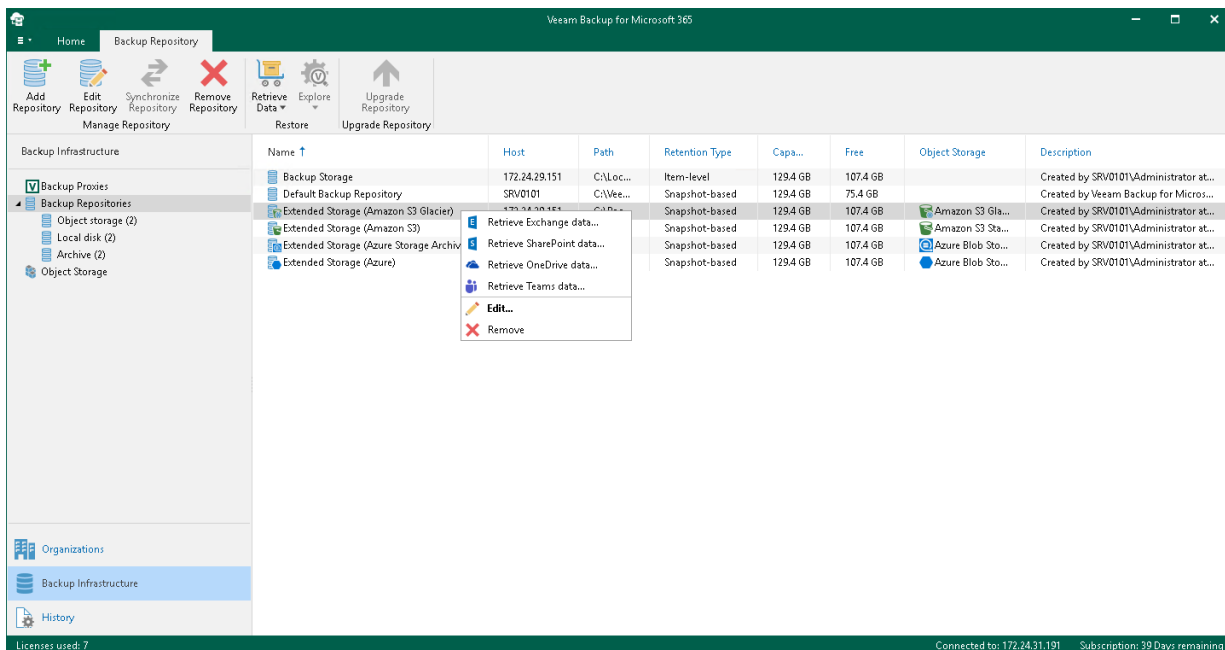 Veeam Backup for Microsoft 365
Home Backup Repository
Add Repository Edit Repository Synchronize Repository Remove Repository Retrieve Data Explore Upgrade Repository
Manage Repository Restore Upgrade Repository
Backup Infrastructure
Backup Proxies
Backup Repositories
Object storage (2)
Local disk (2)
Archive (2)
Object Storage
Name Host Path Retention Type Capa... Free Object Storage Description
Backup Storage 172.24.29.151 C:\Loc... Item-level 129.4 GB 107.4 GB Created by SRV0101\Administrator at...
Default Backup Repository SRV0101 C:\Vee... Snapshot-based 129.4 GB 75.4 GB Created by Veeam Backup for Micros...
Extended Storage (Amazon S3 Glacier) Snapshot-based 129.4 GB 107.4 GB Amazon S3 Gla... Created by SRV0101\Administrator at...
Extended Storage (Amazon S3) Snapshot-based 129.4 GB 107.4 GB Amazon S3 Sta... Created by SRV0101\Administrator at...
Extended Storage (Azure Storage Archiv Snapshot-based 129.4 GB 107.4 GB Azure Blob Sto... Created by SRV0101\Administrator at...
Extended Storage (Azure) Snapshot-based 129.4 GB 107.4 GB Azure Blob Sto... Created by SRV0101\Administrator at...
Retrieve Exchange data...
Retrieve SharePoint data...
Retrieve OneDrive data...
Retrieve Teams data...
Edit...
Remove
Organizations
Backup Infrastructure
History
Licenses used: 7 Connected to: 172.24.31.191 Subscription: 39 Days remaining